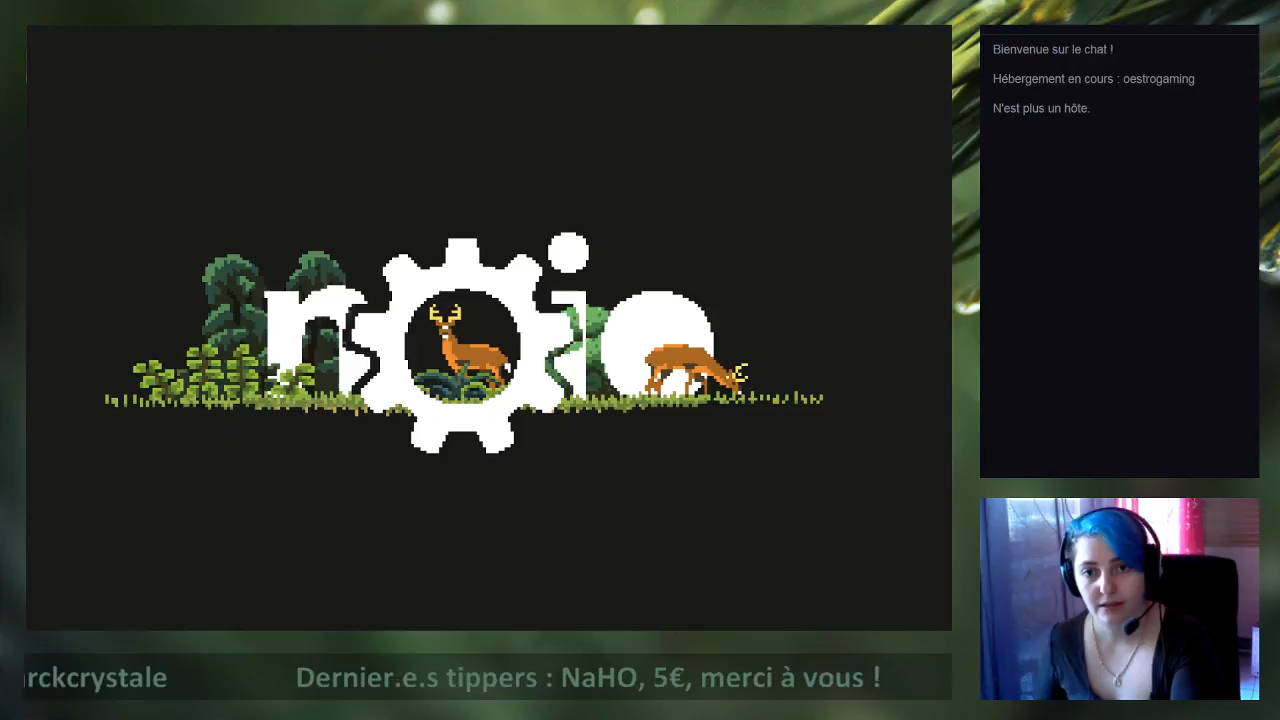 noio
Bienvenue sur le chat !
Hébergement en cours : oestrogaming
N'est plus un hôte.
rckcrystale
Dernier.e.s tippers : NaHO, 5€, merci à vous !